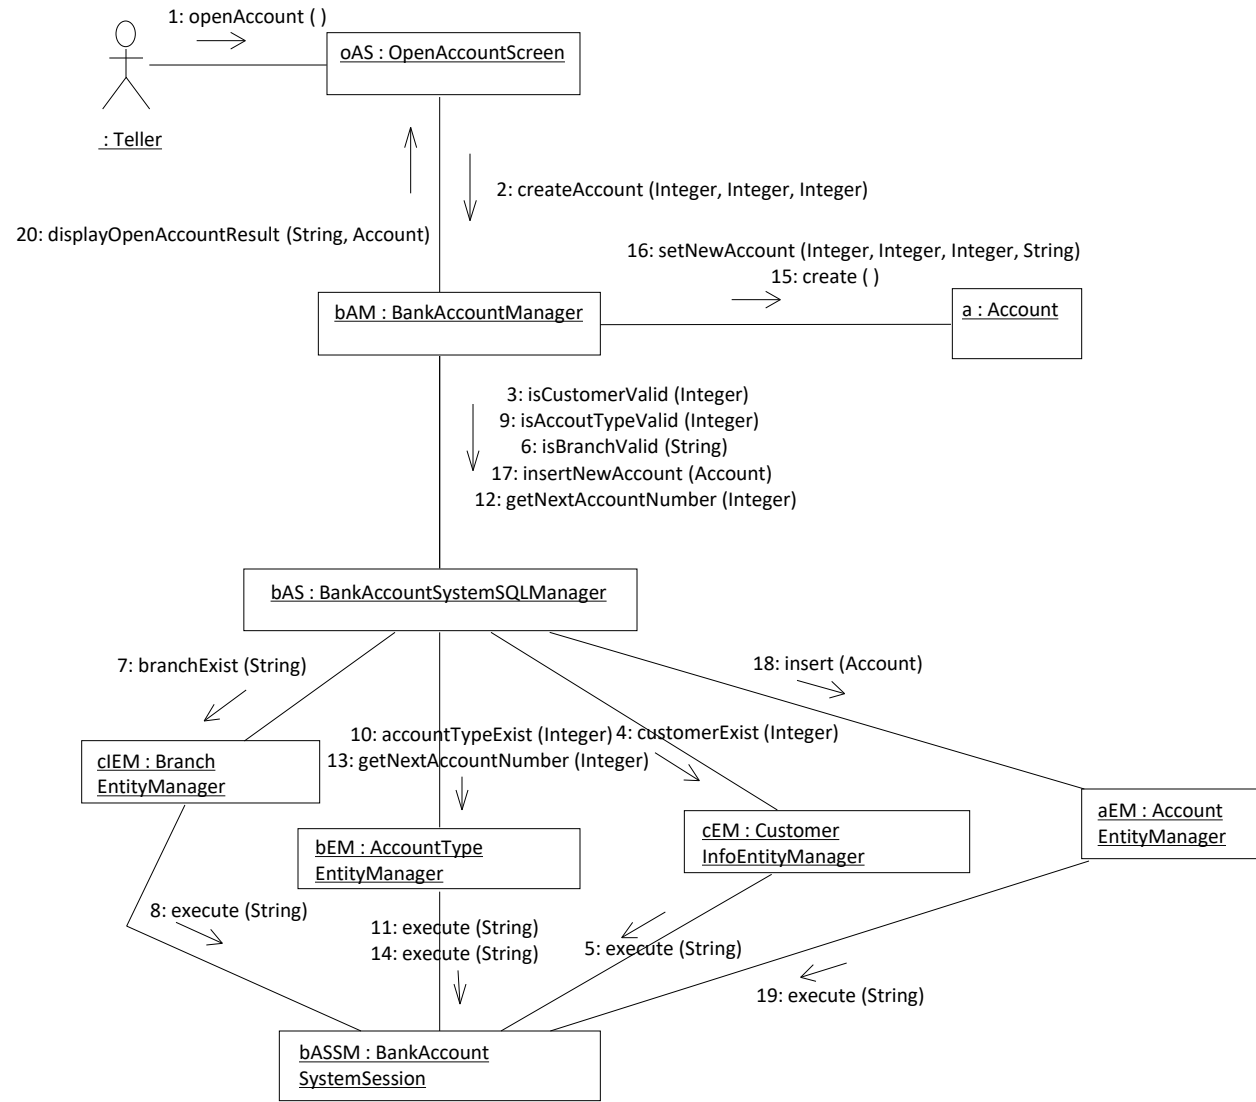 1: openAccount ( )
oAS : OpenAccountScreen
: Teller
2: createAccount (Integer, Integer, Integer)
20: displayOpenAccountResult (String, Account)
16: setNewAccount (Integer, Integer, Integer, String)
15: create ( )
bAM : BankAccountManager
a : Account
3: isCustomerValid (Integer)
9: isAccoutTypeValid (Integer)
6: isBranchValid (String)
17: insertNewAccount (Account)
12: getNextAccountNumber (Integer)
bAS : BankAccountSystemSQLManager
7: branchExist (String)
18: insert (Account)
10: accountTypeExist (Integer)
4: customerExist (Integer)
13: getNextAccountNumber (Integer)
cIEM : Branch
EntityManager
bEM : AccountType
EntityManager
cEM : Customer
InfoEntityManager
aEM : Account
EntityManager
8: execute (String)
11: execute (String)
14: execute (String)
5: execute (String)
19: execute (String)
bASSM : BankAccount
SystemSession